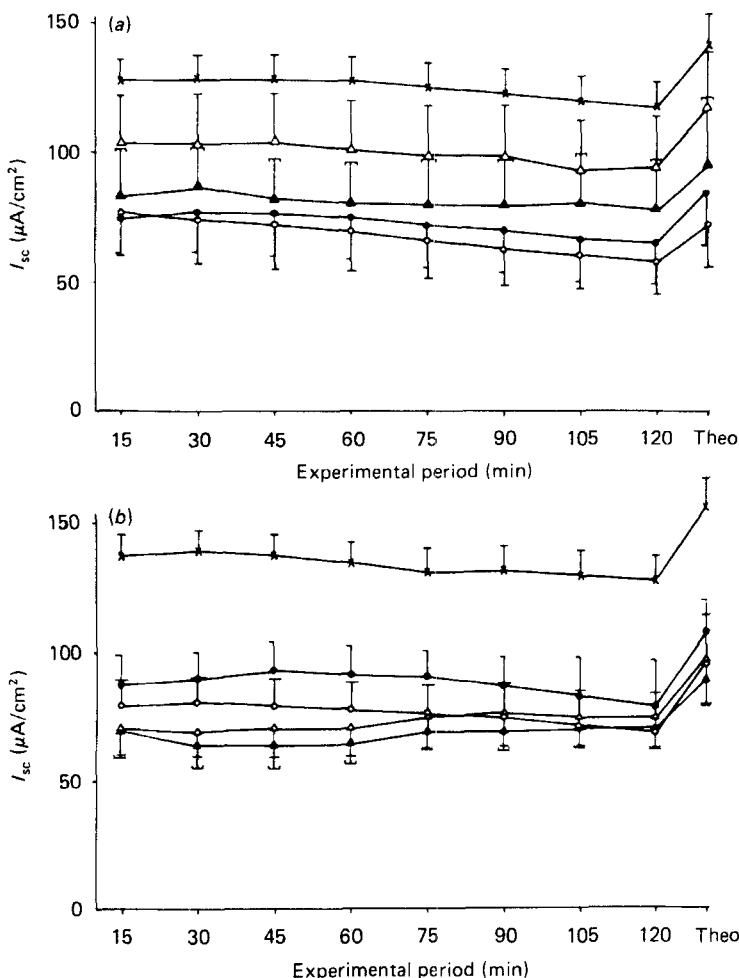 (a)
150
100
50
0
I_sc (μA/cm²)
15 30 45 60 75 90 105 120 Theo
Experimental period (min)
(b)
150
100
50
0
I_sc (μA/cm²)
15 30 45 60 75 90 105 120 Theo
Experimental period (min)